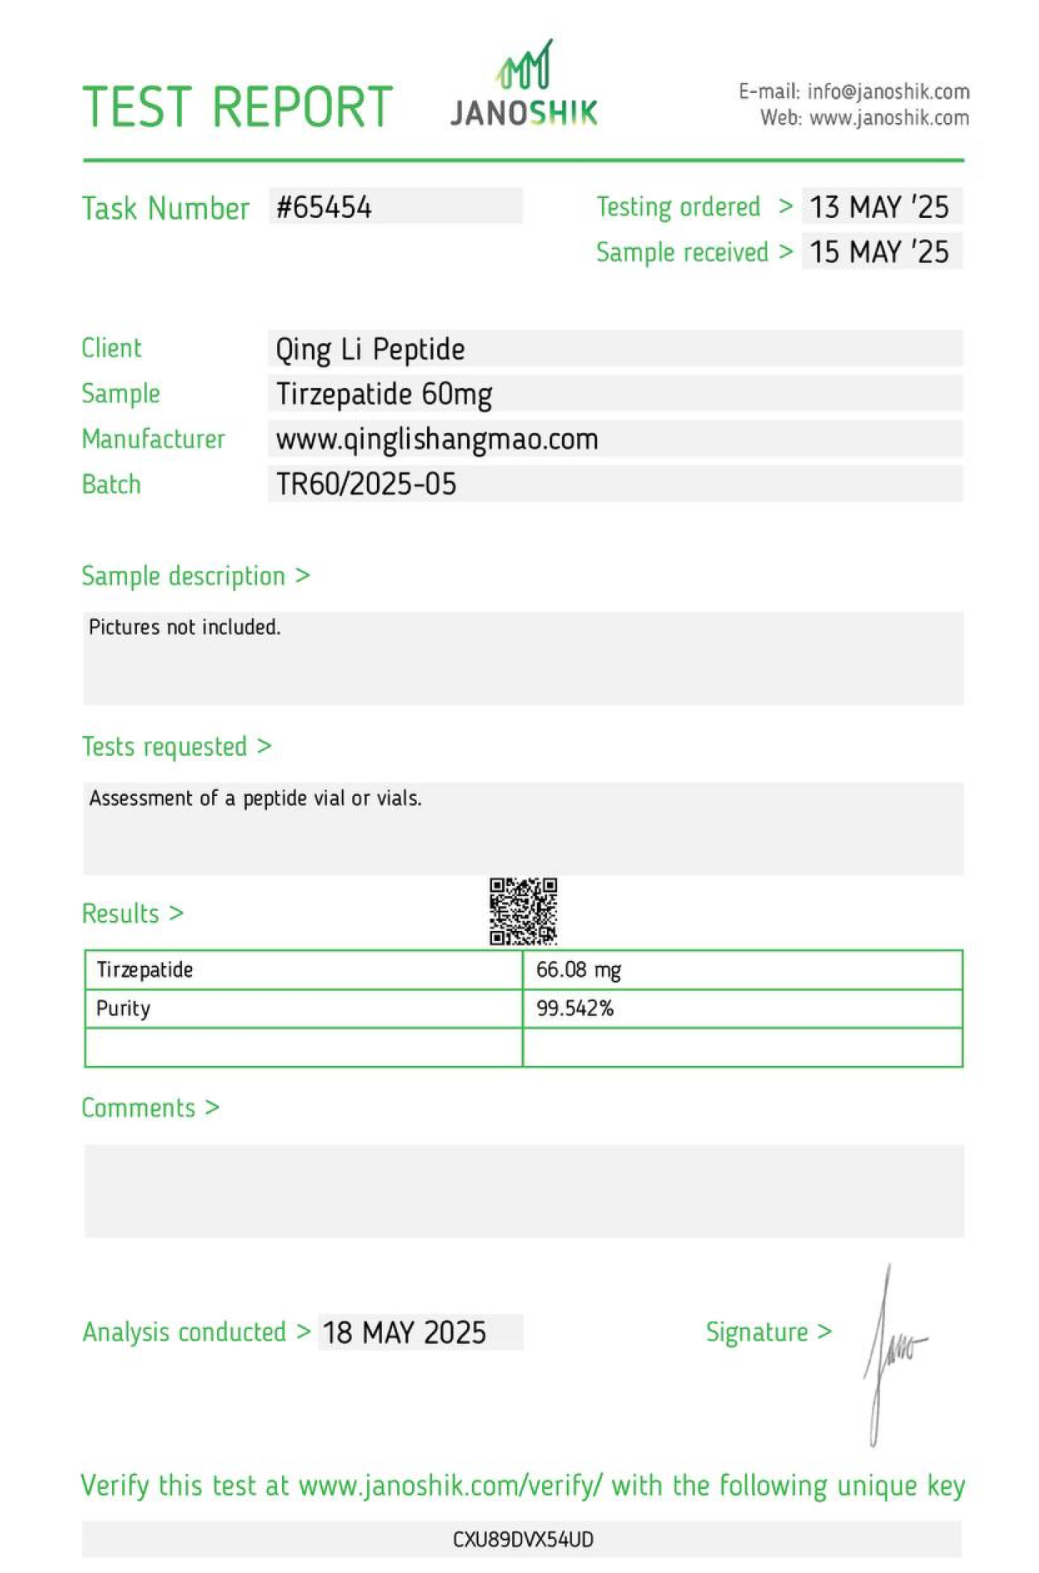 TEST REPORT
JANOSHIK
E-mail: info@janoshik.com
Web: www.janoshik.com
Task Number #65454
Testing ordered > 13 MAY '25
Sample received > 15 MAY '25
Client Qing Li Peptide
Sample Tirzepatide 60mg
Manufacturer www.qinglishangmao.com
Batch TR60/2025-05
Sample description >
Pictures not included.
Tests requested >
Assessment of a peptide vial or vials.
Results >
Tirzepatide 66.08 mg
Purity 99.542%
Comments >
Analysis conducted > 18 MAY 2025
Signature > Jano
Verify this test at www.janoshik.com/verify/ with the following unique key
CXU89DVX54UD